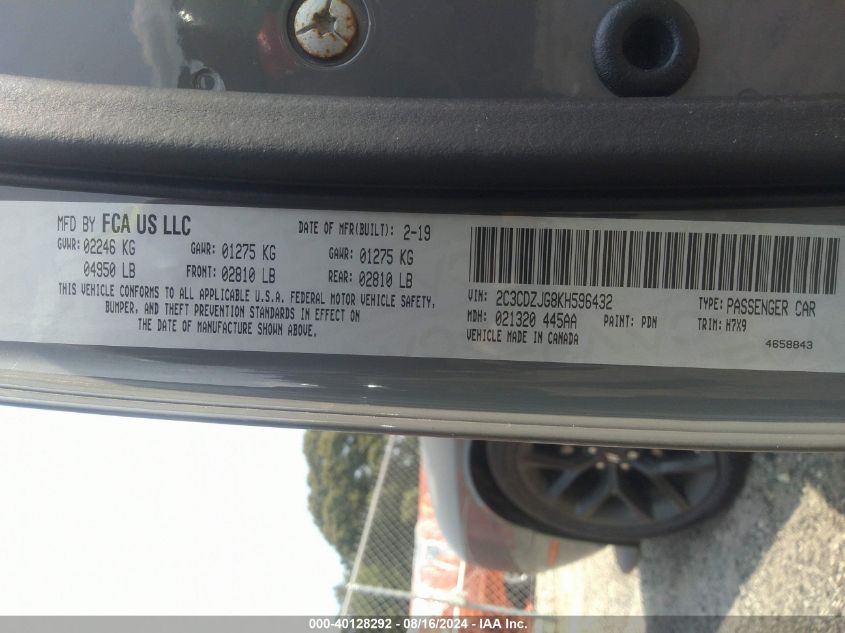 MFD BY FCA US LLC DATE OF MFR(BUILT): 2-19
GVWR: 02246 KG GAWR: 01275 KG GAWR: 01275 KG
04950 LB FRONT: 02810 LB REAR: 02810 LB
THIS VEHICLE CONFORMS TO ALL APPLICABLE U.S.A. FEDERAL MOTOR VEHICLE SAFETY,
BUMPER, AND THEFT PREVENTION STANDARDS IN EFFECT ON
THE DATE OF MANUFACTURE SHOWN ABOVE.
VIN: 2C3CDZJG8KH596432 TYPE: PASSENGER CAR
MDH: 021320 445AA PAINT: PDN TRIM: H7X9
VEHICLE MADE IN CANADA 4658843
000-40128292 - 08/16/2024 - IAA Inc.